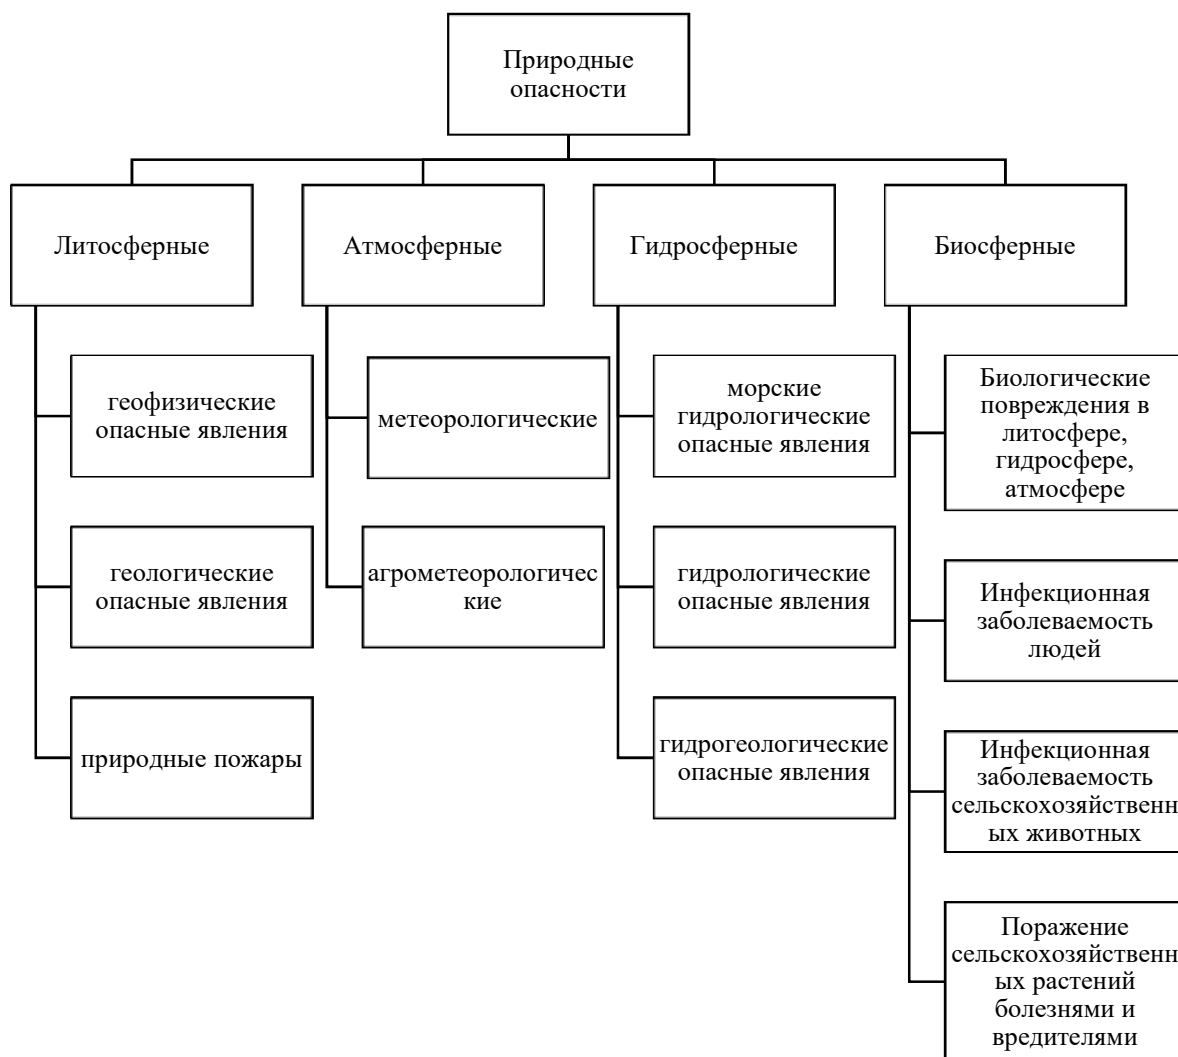 Природные
опасности
Литосферные
Атмосферные
Гидросферные
Биосферные
геофизические
опасные явления
геологические
опасные явления
природные пожары
метеорологические
агрометеорологичес
кие
морские
гидрологические
опасные явления
гидрологические
опасные явления
гидрогеологические
опасные явления
Биологические
повреждения в
литосфере,
гидросфере,
атмосфере
Инфекционная
заболеваемость
людей
Инфекционная
заболеваемость
сельскохозяйственн
ых животных
Поражение
сельскохозяйственн
ых растений
болезнями и
вредителями